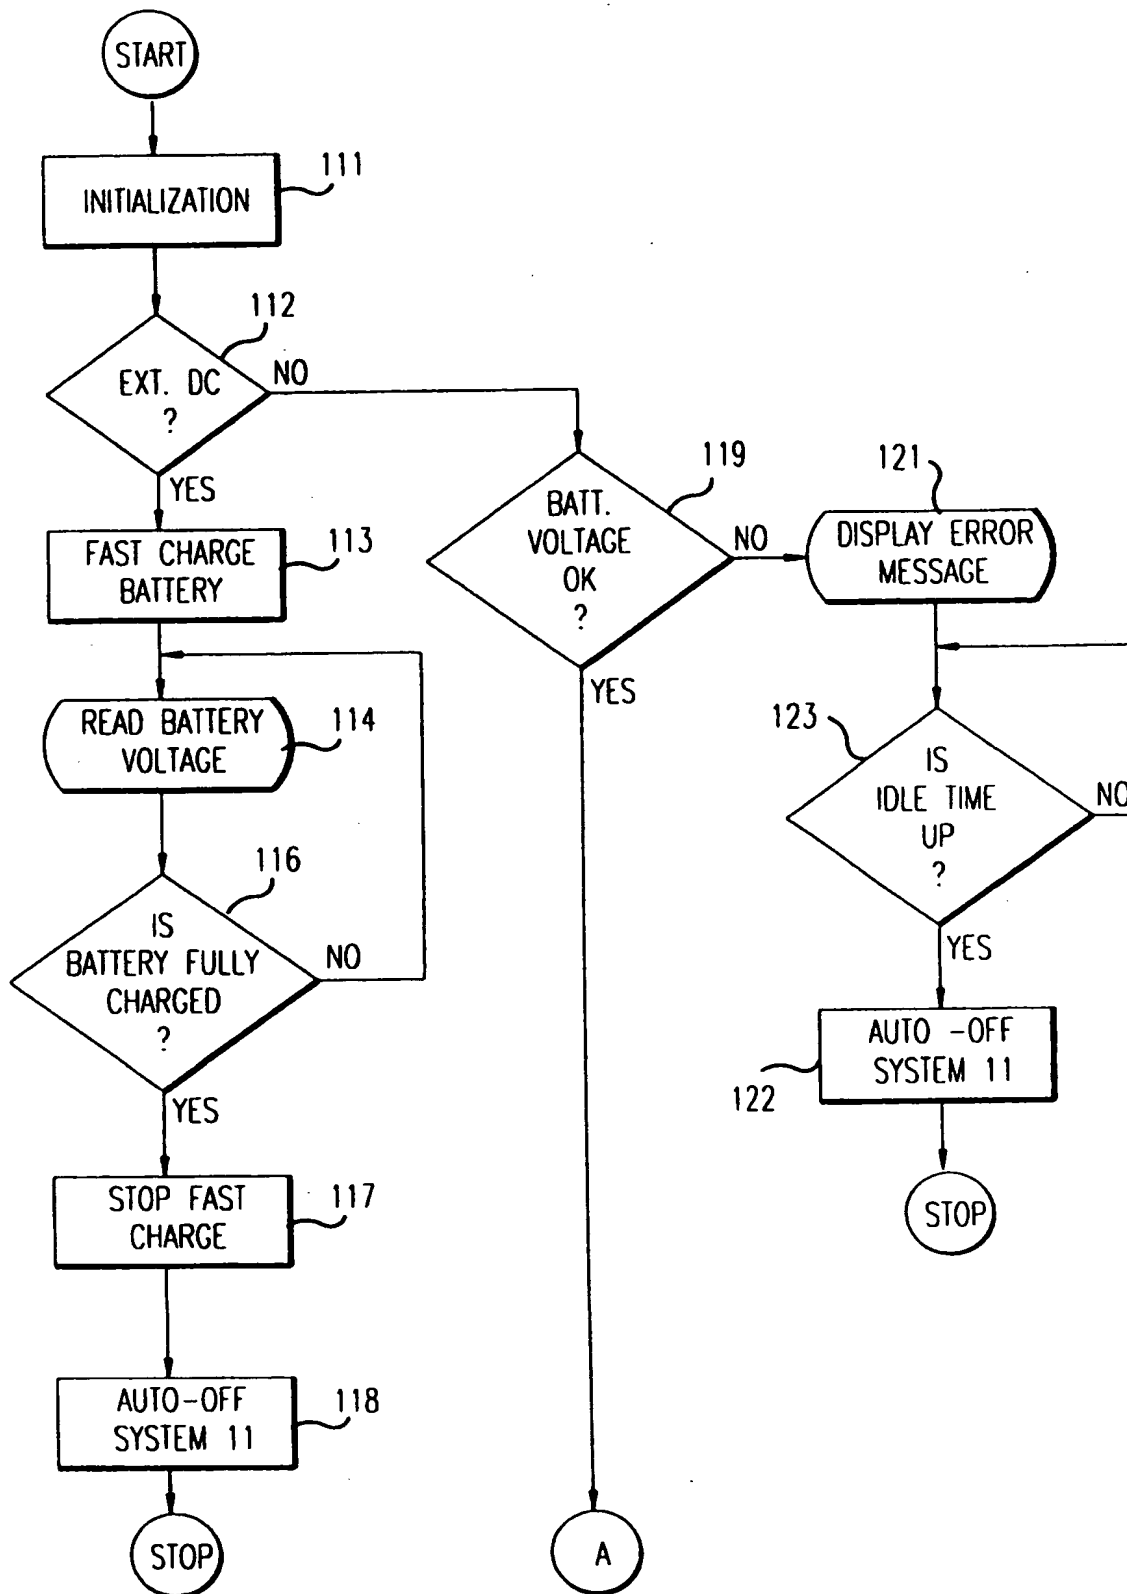 START
INITIALIZATION
111
EXT. DC
?
112
NO
YES
FAST CHARGE
BATTERY
113
READ BATTERY
VOLTAGE
114
IS
BATTERY FULLY
CHARGED
?
116
NO
YES
STOP FAST
CHARGE
117
AUTO-OFF
SYSTEM 11
118
STOP
BATT.
VOLTAGE
OK
?
119
NO
YES
A
121
DISPLAY ERROR
MESSAGE
123
IS
IDLE TIME
UP
?
NO
YES
AUTO -OFF
SYSTEM 11
122
STOP